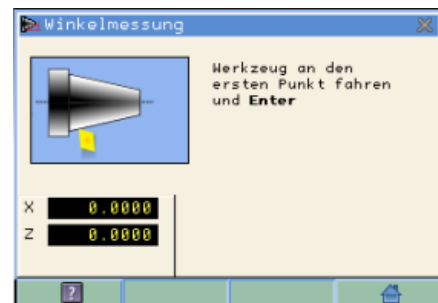 Winkelmessung
Werkzeug an den
ersten Punkt fahren
und Enter
X 0.0000
Z 0.0000
?